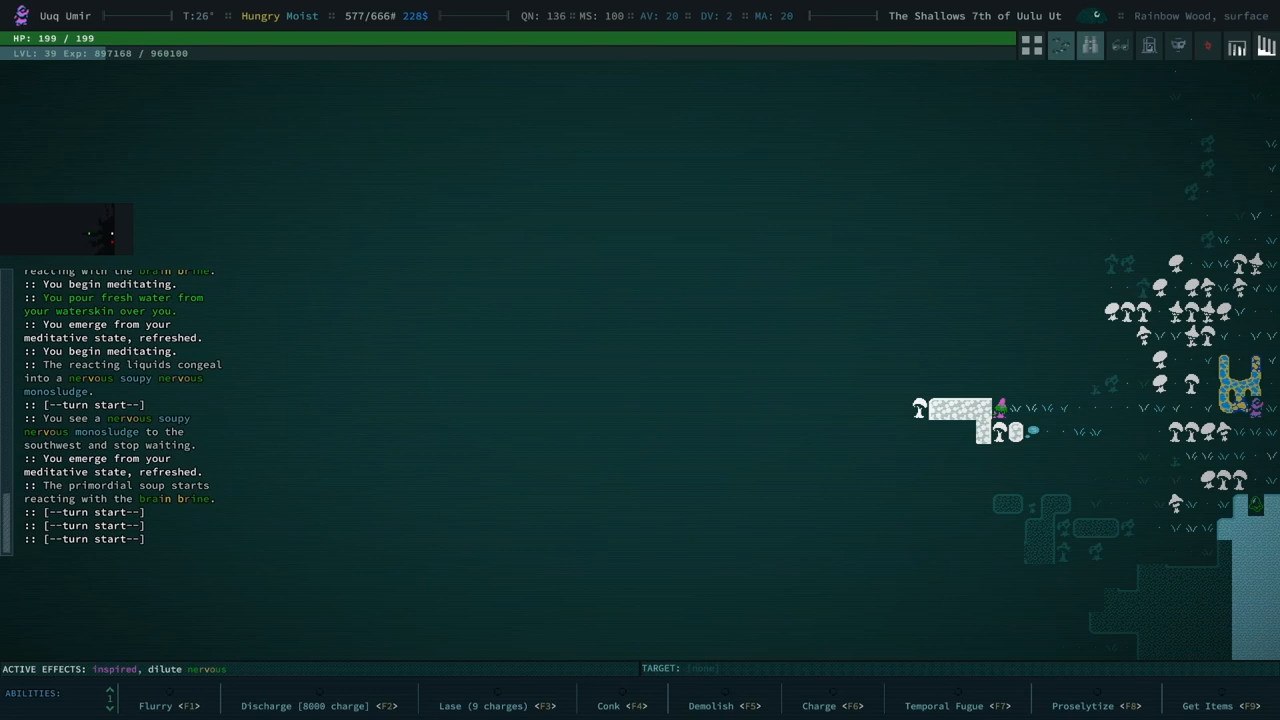 Uuq Umir T:26° :: Hungry Moist 577/666# 228$ QN: 136 :: MS: 100 :: AV: 20 :: DV: 2 :: MA: 20 The Shallows 7th of Uulu Ut :: Rainbow Wood, surface
HP: 199 / 199
LVL: 39 Exp: 897168 / 960100
reacting with the brain brine.
:: You begin meditating.
:: You pour fresh water from
your waterskin over you.
:: You emerge from your
meditative state, refreshed.
:: You begin meditating.
:: The reacting liquids congeal
into a nervous soupy nervous
monosludge.
:: [--turn start--]
:: You see a nervous soupy
nervous monosludge to the
southwest and stop waiting.
:: You emerge from your
meditative state, refreshed.
:: The primordial soup starts
reacting with the brain brine.
:: [--turn start--]
:: [--turn start--]
:: [--turn start--]
ACTIVE EFFECTS: inspired, dilute nervous TARGET: [none]
ABILITIES: 1 Flurry <F1> Discharge [8000 charge] <F2> Lase (9 charges) <F3> Conk <F4> Demolish <F5> Charge <F6> Temporal Fugue <F7> Proselytize <F8> Get Items <F9>